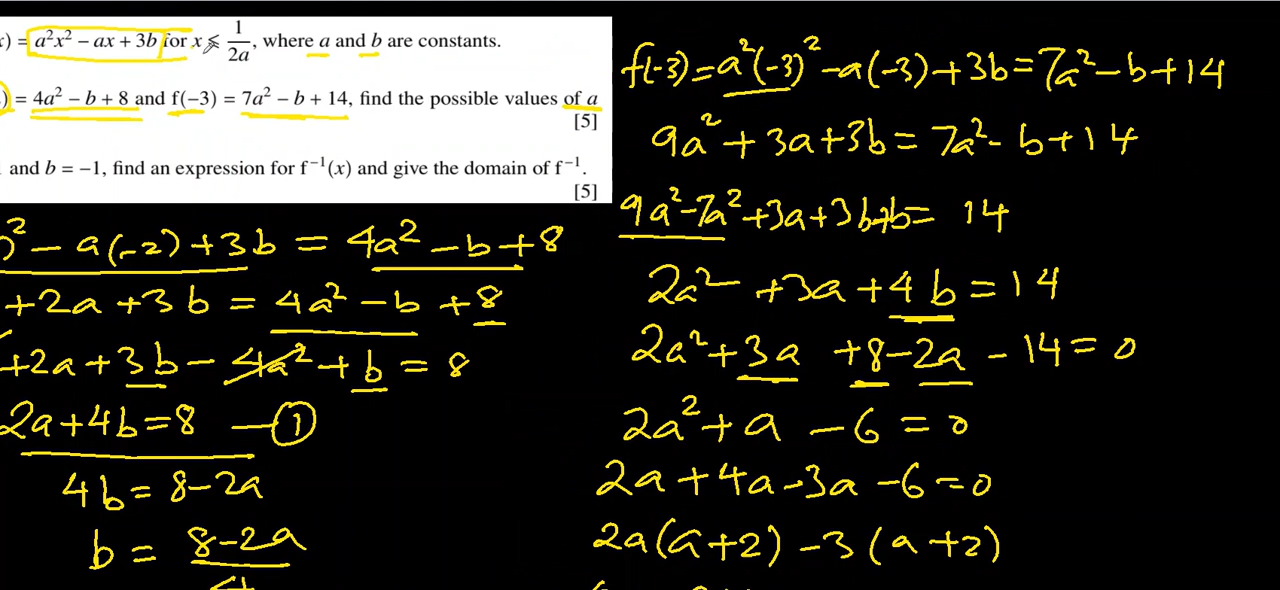 ) = a²x² − ax + 3b for x ⩽ 1/2a, where a and b are constants.
) = 4a² − b + 8 and f(−3) = 7a² − b + 14, find the possible values of a
[5]
and b = −1, find an expression for f⁻¹(x) and give the domain of f⁻¹.
[5]
)² − a(−2) + 3b = 4a² − b + 8
+2a + 3b = 4a² − b + 8
+2a + 3b − 4a² + b = 8
2a + 4b = 8 — ①
4b = 8 − 2a
b = 8 − 2a / 4
f(−3) = a²(−3)² − a(−3) + 3b = 7a² − b + 14
9a² + 3a + 3b = 7a² − b + 14
9a² − 7a² + 3a + 3b + b = 14
2a² + 3a + 4b = 14
2a² + 3a + 8 − 2a − 14 = 0
2a² + a − 6 = 0
2a + 4a − 3a − 6 = 0
2a(a + 2) − 3(a + 2)